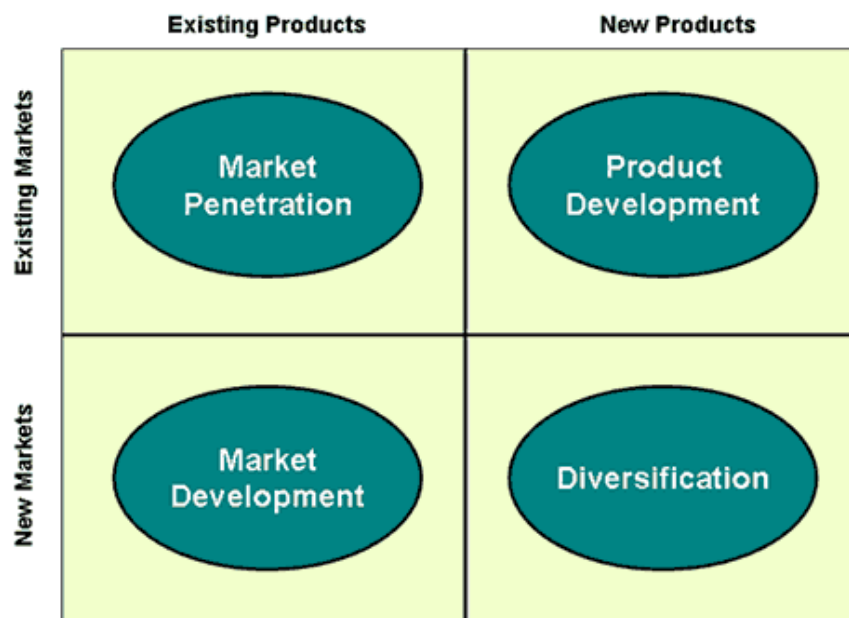 Existing Products
New Products
Existing Markets
Market
Penetration
Product
Development
New Markets
Market
Development
Diversification